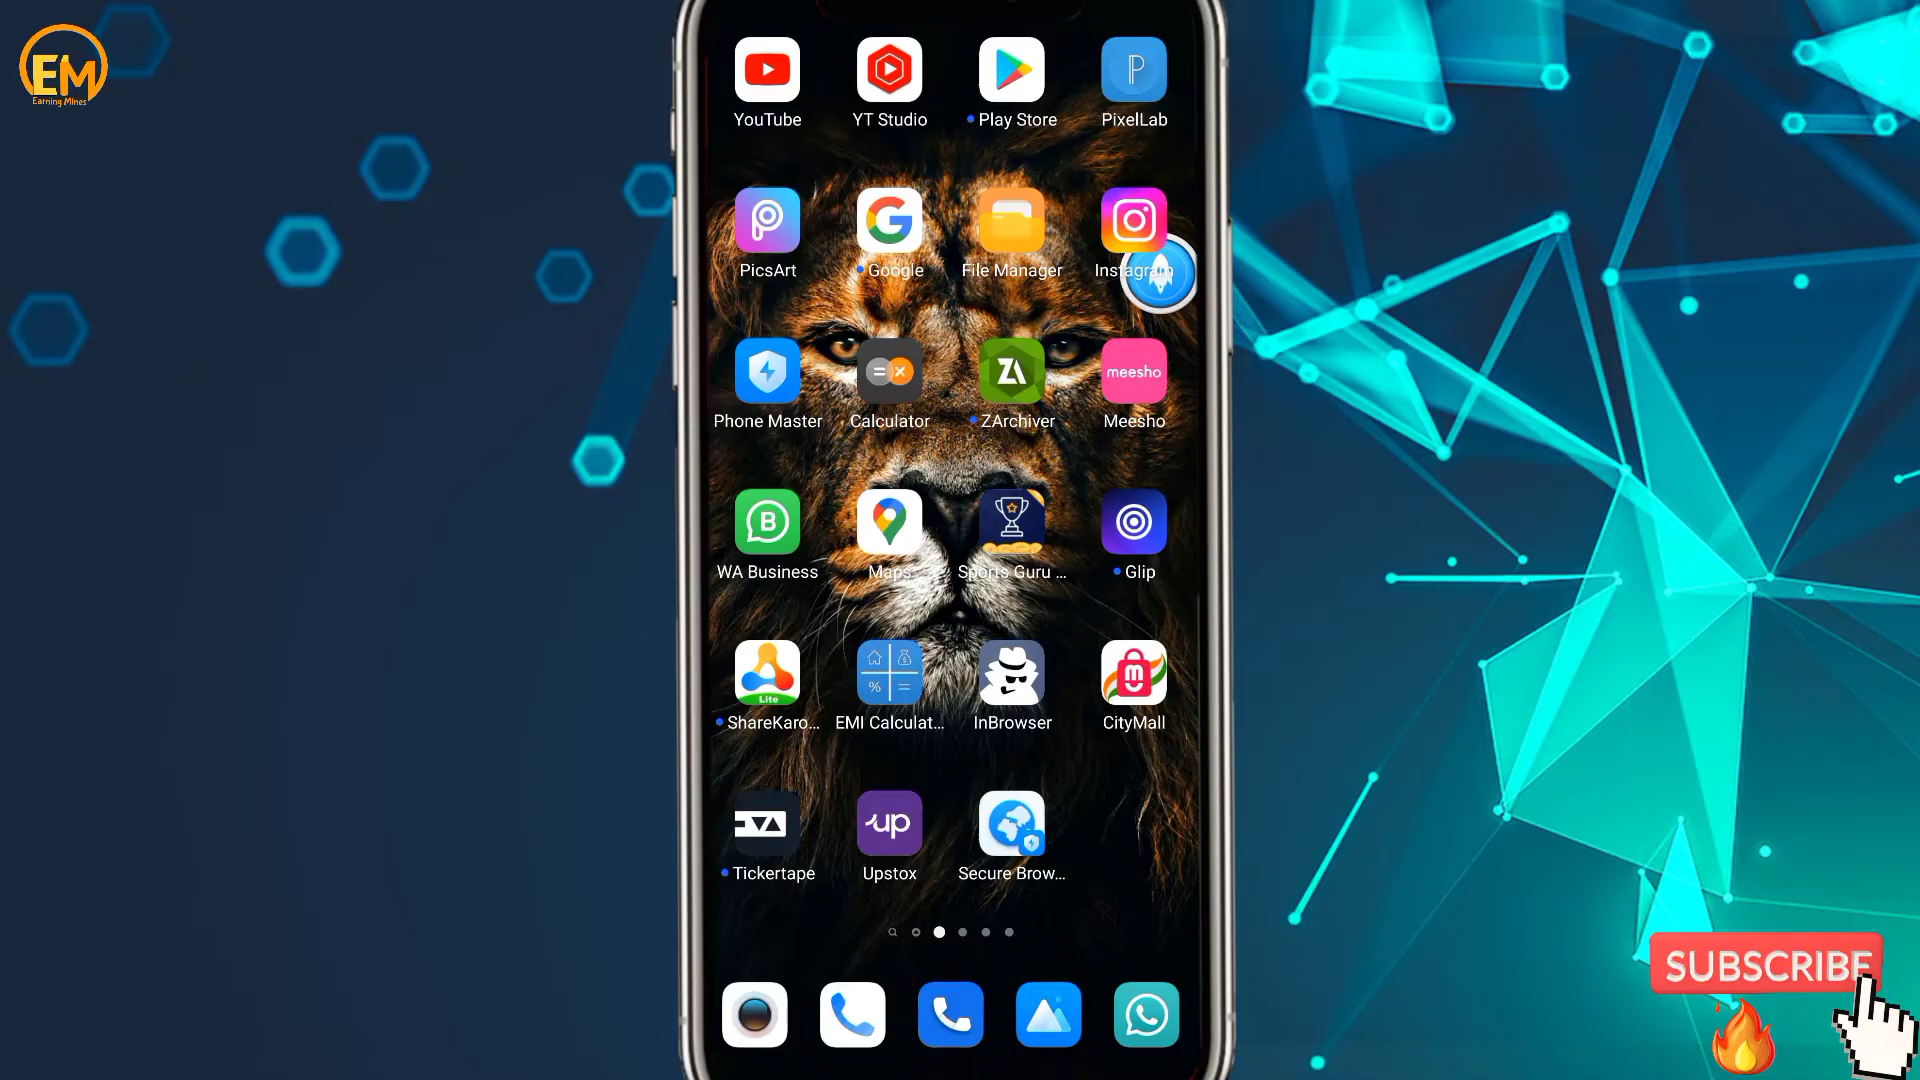 EM
Earning Mines
YouTube
YT Studio
Play Store
PixelLab
PicsArt
Google
File Manager
Instagram
meesho
Phone Master
Calculator
ZArchiver
Meesho
WA Business
Maps
Sports Guru ...
Glip
Lite
ShareKaro...
EMI Calculat...
InBrowser
CityMall
up
Tickertape
Upstox
Secure Brow...
SUBSCRIBE